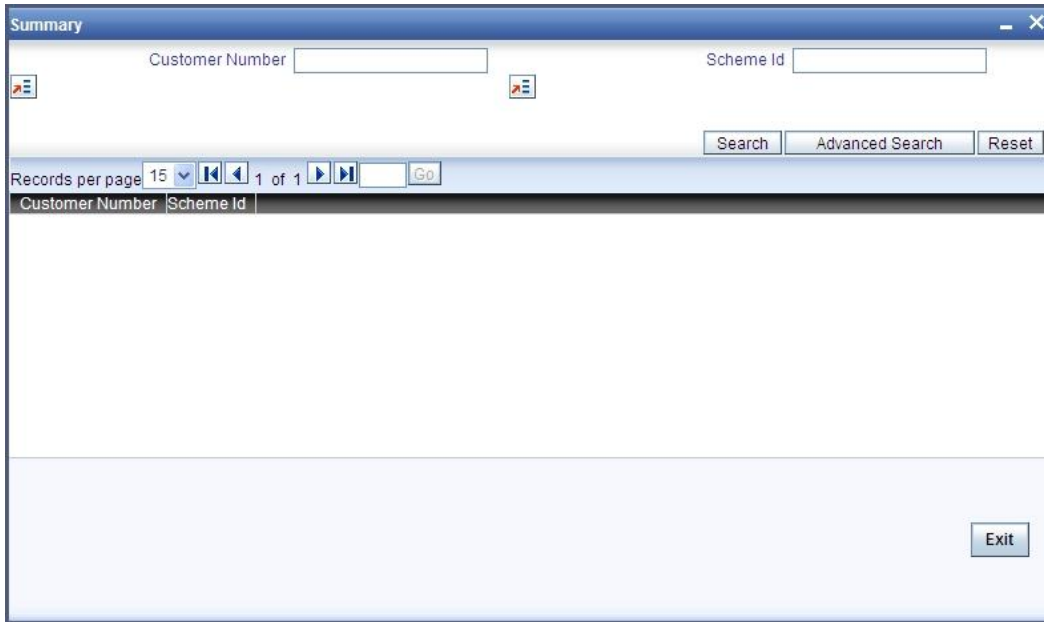 Summary
Customer Number Scheme Id
Search Advanced Search Reset
Records per page 15 1 of 1 Go
Customer Number Scheme Id
Exit